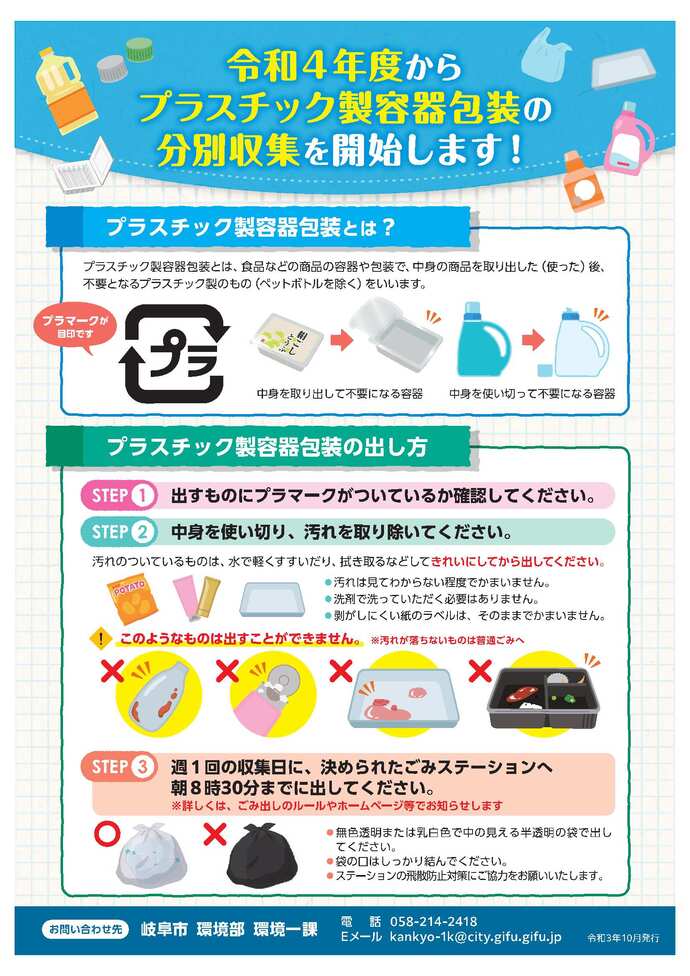 令和4年度から
プラスチック製容器包装の
分別収集を開始します！
プラスチック製容器包装とは？
プラスチック製容器包装とは、食品などの商品の容器や包装で、中身の商品を取り出した（使った）後、
不要となるプラスチック製のもの（ペットボトルを除く）をいいます。
プラマークが
目印です
プラ
絹ごし
とうふ
中身を取り出して不要になる容器
中身を使い切って不要になる容器
プラスチック製容器包装の出し方
STEP 1 出すものにプラマークがついているか確認してください。
STEP 2 中身を使い切り、汚れを取り除いてください。
汚れのついているものは、水で軽くすすいだり、拭き取るなどしてきれいにしてから出してください。
POTATO
●汚れは見てわからない程度でかまいません。
●洗剤で洗っていただく必要はありません。
●剥がしにくい紙のラベルは、そのままでかまいません。
! このようなものは出すことができません。 ※汚れが落ちないものは普通ごみへ
STEP 3 週1回の収集日に、決められたごみステーションへ
朝8時30分までに出してください。
※詳しくは、ごみ出しのルールやホームページ等でお知らせします
●無色透明または乳白色で中の見える半透明の袋で出し
てください。
●袋の口はしっかり結んでください。
●ステーションの飛散防止対策にご協力をお願いいたします。
お問い合わせ先 岐阜市 環境部 環境一課
電 話 058-214-2418
Eメール kankyo-1k@city.gifu.gifu.jp
令和3年10月発行